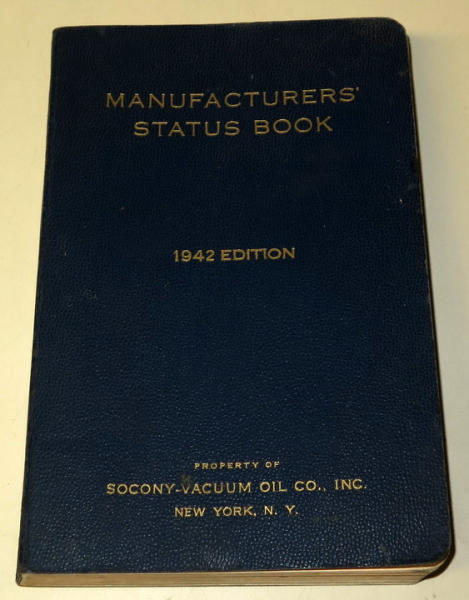 MANUFACTURERS'
STATUS BOOK
1942 EDITION
PROPERTY OF
SOCONY-VACUUM OIL CO., INC.
NEW YORK, N. Y.